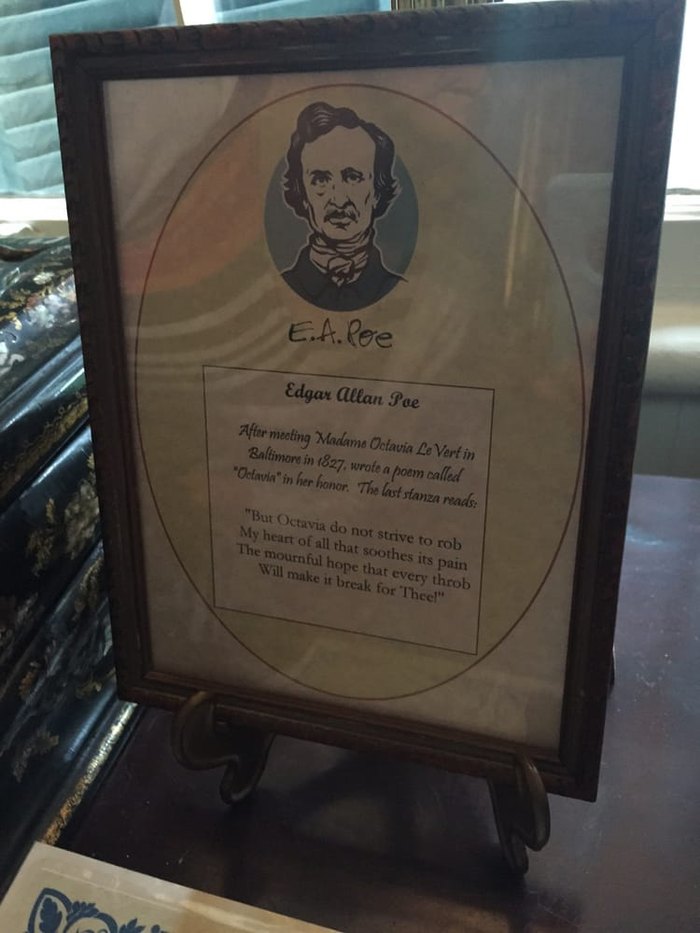 E.A. Poe
Edgar Allan Poe
After meeting Madame Octavia Le Vert in
Baltimore in 1827, wrote a poem called
"Octavia" in her honor. The last stanza reads:
"But Octavia do not strive to rob
My heart of all that soothes its pain
The mournful hope that every throb
Will make it break for Thee!"